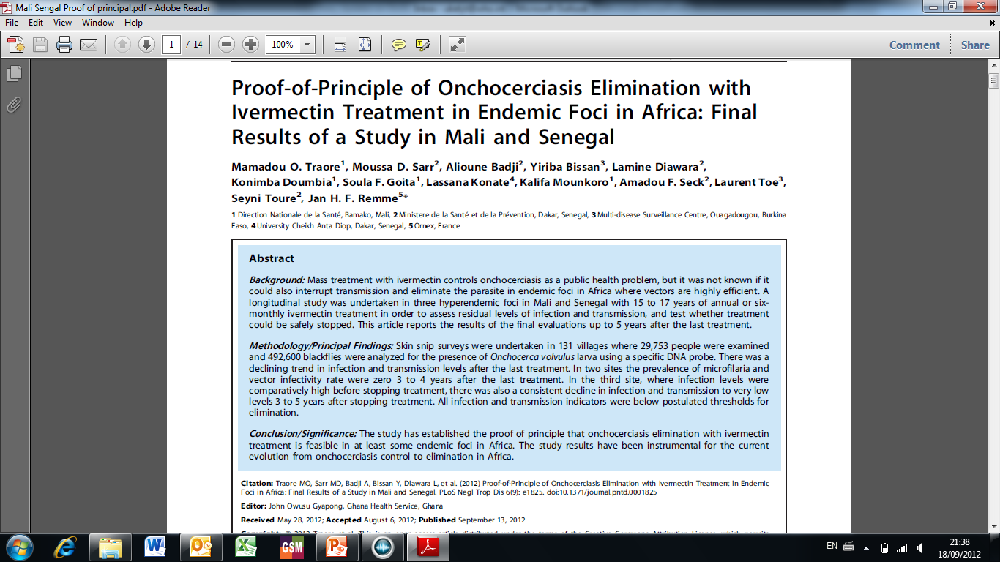 Mali Sengal Proof of principal.pdf - Adobe Reader
File Edit View Window Help
1 / 14 100% Comment Share
Proof-of-Principle of Onchocerciasis Elimination with
Ivermectin Treatment in Endemic Foci in Africa: Final
Results of a Study in Mali and Senegal
Mamadou O. Traore1, Moussa D. Sarr2, Alioune Badji2, Yiriba Bissan3, Lamine Diawara2,
Konimba Doumbia1, Soula F. Goita1, Lassana Konate4, Kalifa Mounkoro1, Amadou F. Seck2, Laurent Toe3,
Seyni Toure2, Jan H. F. Remme5*
1 Direction Nationale de la Santé, Bamako, Mali, 2 Ministere de la Santé et de la Prévention, Dakar, Senegal, 3 Multi-disease Surveillance Centre, Ouagadougou, Burkina
Faso, 4 University Cheikh Anta Diop, Dakar, Senegal, 5 Ornex, France
Abstract
Background: Mass treatment with ivermectin controls onchocerciasis as a public health problem, but it was not known if it
could also interrupt transmission and eliminate the parasite in endemic foci in Africa where vectors are highly efficient. A
longitudinal study was undertaken in three hyperendemic foci in Mali and Senegal with 15 to 17 years of annual or six-
monthly ivermectin treatment in order to assess residual levels of infection and transmission, and test whether treatment
could be safely stopped. This article reports the results of the final evaluations up to 5 years after the last treatment.
Methodology/Principal Findings: Skin snip surveys were undertaken in 131 villages where 29,753 people were examined
and 492,600 blackflies were analyzed for the presence of Onchocerca volvulus larva using a specific DNA probe. There was a
declining trend in infection and transmission levels after the last treatment. In two sites the prevalence of microfilaria and
vector infectivity rate were zero 3 to 4 years after the last treatment. In the third site, where infection levels were
comparatively high before stopping treatment, there was also a consistent decline in infection and transmission to very low
levels 3 to 5 years after stopping treatment. All infection and transmission indicators were below postulated thresholds for
elimination.
Conclusion/Significance: The study has established the proof of principle that onchocerciasis elimination with ivermectin
treatment is feasible in at least some endemic foci in Africa. The study results have been instrumental for the current
evolution from onchocerciasis control to elimination in Africa.
Citation: Traore MO, Sarr MD, Badji A, Bissan Y, Diawara L, et al. (2012) Proof-of-Principle of Onchocerciasis Elimination with Ivermectin Treatment in Endemic
Foci in Africa: Final Results of a Study in Mali and Senegal. PLoS Negl Trop Dis 6(9): e1825. doi:10.1371/journal.pntd.0001825
Editor: John Owusu Gyapong, Ghana Health Service, Ghana
Received May 28, 2012; Accepted August 6, 2012; Published September 13, 2012
GSM
EN
21:38
18/09/2012